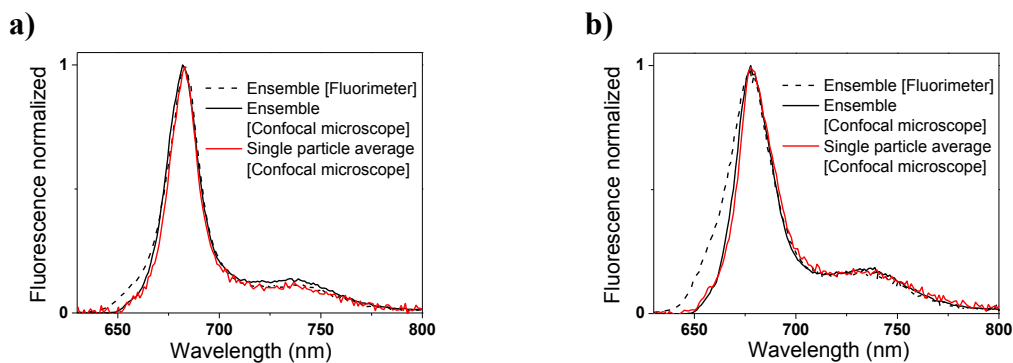 a)
Fluorescence normalized
1
0
Ensemble [Fluorimeter]
Ensemble
[Confocal microscope]
Single particle average
[Confocal microscope]
650 700 750 800
Wavelength (nm)
b)
Fluorescence normalized
1
0
Ensemble [Fluorimeter]
Ensemble
[Confocal microscope]
Single particle average
[Confocal microscope]
650 700 750 800
Wavelength (nm)